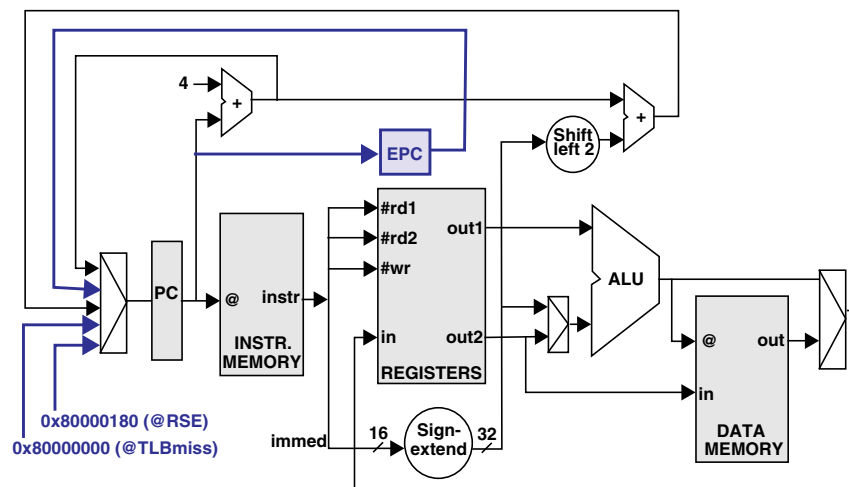 4
+
EPC
Shift
left 2
+
#rd1
#rd2
#wr
in
out1
out2
REGISTERS
PC
@
instr
INSTR.
MEMORY
ALU
@
out
in
DATA
MEMORY
0x80000180 (@RSE)
0x80000000 (@TLBmiss)
immed
16
Sign-
extend
32